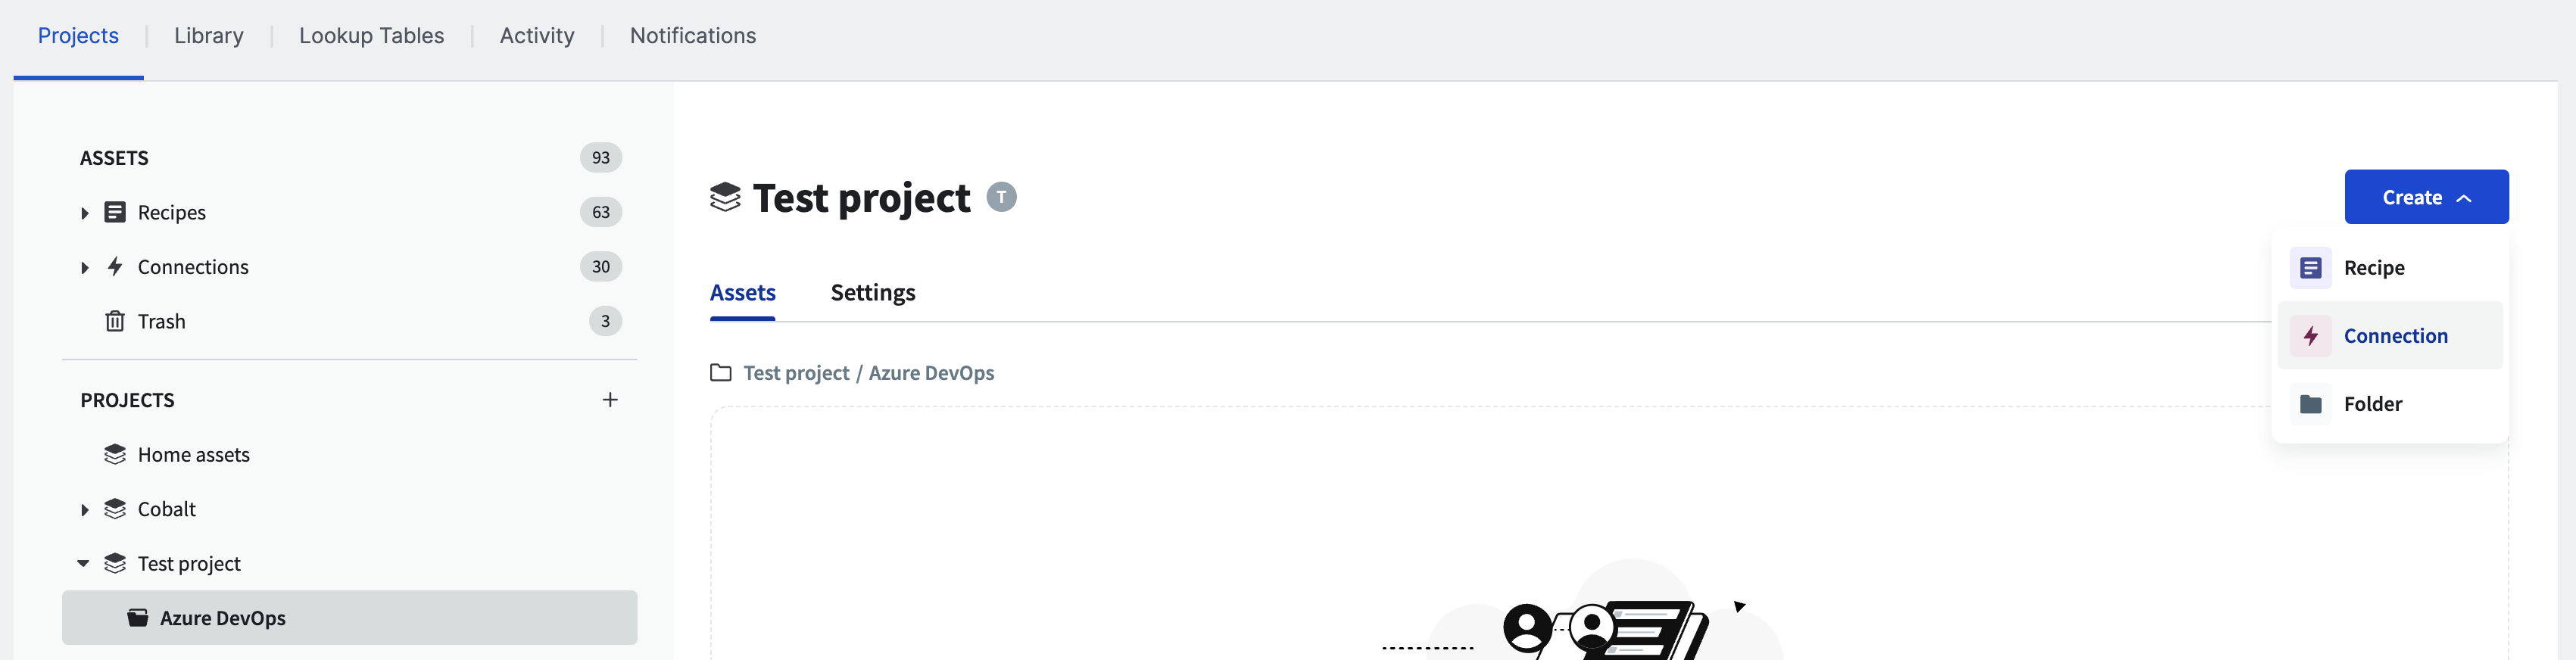 Projects
Library
Lookup Tables
Activity
Notifications
ASSETS 93
Recipes 63
Connections 30
Trash 3
PROJECTS
Home assets
Cobalt
Test project
Azure DevOps
Test project T
Create
Recipe
Connection
Folder
Assets
Settings
Test project / Azure DevOps